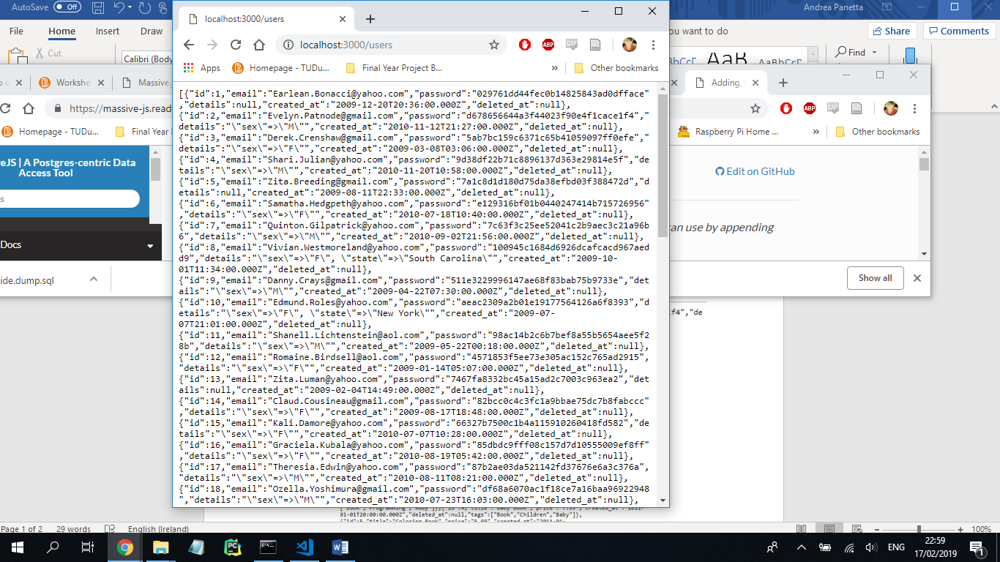 AutoSave Off
Andrea Panetta
File Home Insert Draw
you want to do
Share Comments
Cut
Calibri (Body
Find
localhost:3000/users
localhost:3000/users
Apps Homepage - TUDu... Final Year Project B... » Other bookmarks
Workshe
Massive.
https://massive-js.read
Homepage - TUDu... Final Year
eJS | A Postgres-centric Data
Access Tool
Docs
ide.dump.sql
Adding,
Raspberry Pi Home ... » Other bookmarks
Edit on GitHub
can use by appending
Show all
[{"id":1,"email":"Earlean.Bonacci@yahoo.com","password":"029761dd44fec0b14825843ad0dfface"
,"details":null,"created_at":"2009-12-20T20:36:00.000Z","deleted_at":null},
{"id":2,"email":"Evelyn.Patnode@gmail.com","password":"d678656644a3f44023f90e4f1cace1f4","
details":"\"sex\"=>\"M\"","created_at":"2010-11-12T21:27:00.000Z","deleted_at":null},
{"id":3,"email":"Derek.Crenshaw@gmail.com","password":"5ab7bc159c6371c65b41059097ff0efe","
details":"\"sex\"=>\"F\"","created_at":"2009-03-08T03:06:00.000Z","deleted_at":null},
{"id":4,"email":"Shari.Julian@yahoo.com","password":"9d38df22b71c8896137d363e29814e5f","de
tails":"\"sex\"=>\"M\"","created_at":"2010-11-20T10:58:00.000Z","deleted_at":null},
{"id":5,"email":"Zita.Breeding@gmail.com","password":"7a1c8d1d180d75da38efbd03f388472d","d
etails":null,"created_at":"2009-08-11T22:33:00.000Z","deleted_at":null},
{"id":6,"email":"Samatha.Hedgpeth@yahoo.com","password":"e129316bf01b0440247414b715726956"
,"details":"\"sex\"=>\"F\"","created_at":"2010-07-18T10:40:00.000Z","deleted_at":null},
{"id":7,"email":"Quinton.Gilpatrick@yahoo.com","password":"7c63f3c25ee52041c2b9aec3c21a96b
6","details":"\"sex\"=>\"M\"","created_at":"2010-09-02T21:56:00.000Z","deleted_at":null},
{"id":8,"email":"Vivian.Westmoreland@yahoo.com","password":"100945c1684d6926dcafcacd967aed
d9","details":"\"sex\"=>\"F\", \"state\"=>\"South Carolina\"","created_at":"2009-10-
01T11:34:00.000Z","deleted_at":null},
{"id":9,"email":"Danny.Crays@gmail.com","password":"511e3229996147ae68f83bab75b9733e","det
ails":"\"sex\"=>\"M\"","created_at":"2009-04-22T07:30:00.000Z","deleted_at":null},
{"id":10,"email":"Edmund.Roles@yahoo.com","password":"aeac2309a2b01e19177564126a6f8393","d
etails":"\"sex\"=>\"F\", \"state\"=>\"New York\"","created_at":"2009-07-
07T21:01:00.000Z","deleted_at":null},
{"id":11,"email":"Shanell.Lichtenstein@aol.com","password":"98ac14b2c6b7bef8a55b5654aee5f2
8b","details":"\"sex\"=>\"M\"","created_at":"2009-05-22T00:18:00.000Z","deleted_at":null},
{"id":12,"email":"Romaine.Birdsell@aol.com","password":"4571853f5ee73e305ac152c765ad2915",
"details":"\"sex\"=>\"F\"","created_at":"2009-01-14T05:07:00.000Z","deleted_at":null},
{"id":13,"email":"Zita.Luman@yahoo.com","password":"7467fa8332bc45a15ad2c7003c963ea2","det
ails":null,"created_at":"2009-02-04T14:49:00.000Z","deleted_at":null},
{"id":14,"email":"Claud.Cousineau@gmail.com","password":"82bcc0c4c3fc1a9bbae75dc7b8fabccc"
,"details":"\"sex\"=>\"F\"","created_at":"2009-08-17T18:48:00.000Z","deleted_at":null},
{"id":15,"email":"Kali.Damore@yahoo.com","password":"66327b7500c1b4a115910260418fd582","de
tails":"\"sex\"=>\"F\"","created_at":"2010-07-07T10:28:00.000Z","deleted_at":null},
{"id":16,"email":"Graciela.Kubala@yahoo.com","password":"85dbdc9fff08c157d7d10555009ef8ff"
,"details":"\"sex\"=>\"F\"","created_at":"2010-08-19T05:42:00.000Z","deleted_at":null},
{"id":17,"email":"Theresia.Edwin@yahoo.com","password":"87b2ae03da521142fd37676e6a3c376a",
"details":"\"sex\"=>\"M\"","created_at":"2010-08-11T08:21:00.000Z","deleted_at":null},
{"id":18,"email":"Ozella.Yoshimura@gmail.com","password":"df68a6070ac1f18ce7a16baa96922948
","details":"\"sex\"=>\"M\"","created_at":"2010-07-23T16:03:00.000Z","deleted_at":null},
01-01T20:00:00.000Z","deleted_at":null,"tags":["Book","Children","Baby"]},
Page 1 of 2 29 words English (Ireland) 100%
ENG 22:59
17/02/2019